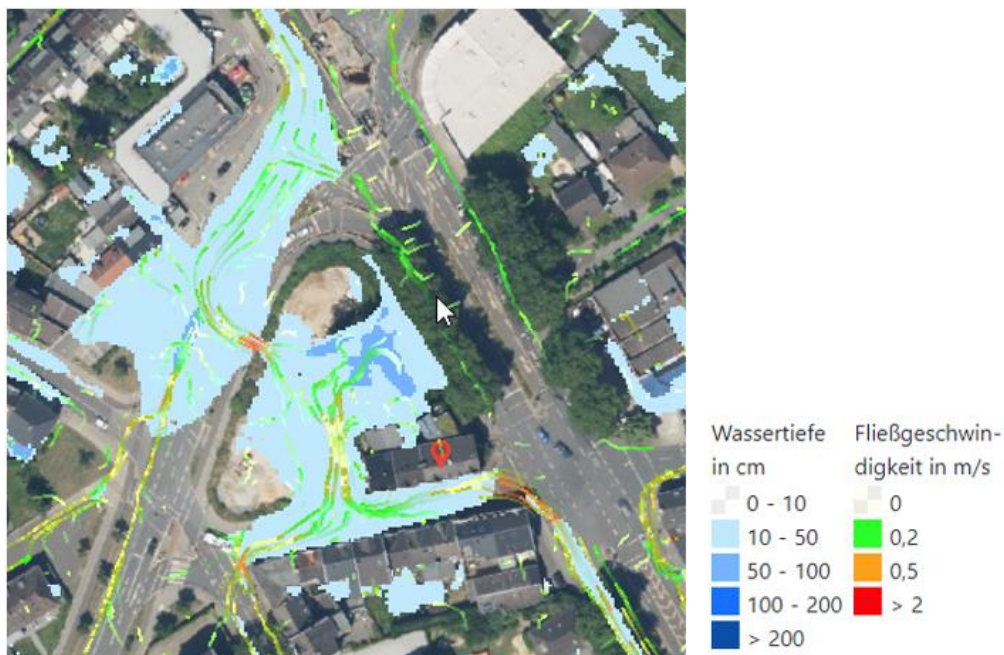 Wassertiefe
in cm
0 - 10
10 - 50
50 - 100
100 - 200
> 200
Fließgeschwin-
digkeit in m/s
0
0,2
0,5
> 2